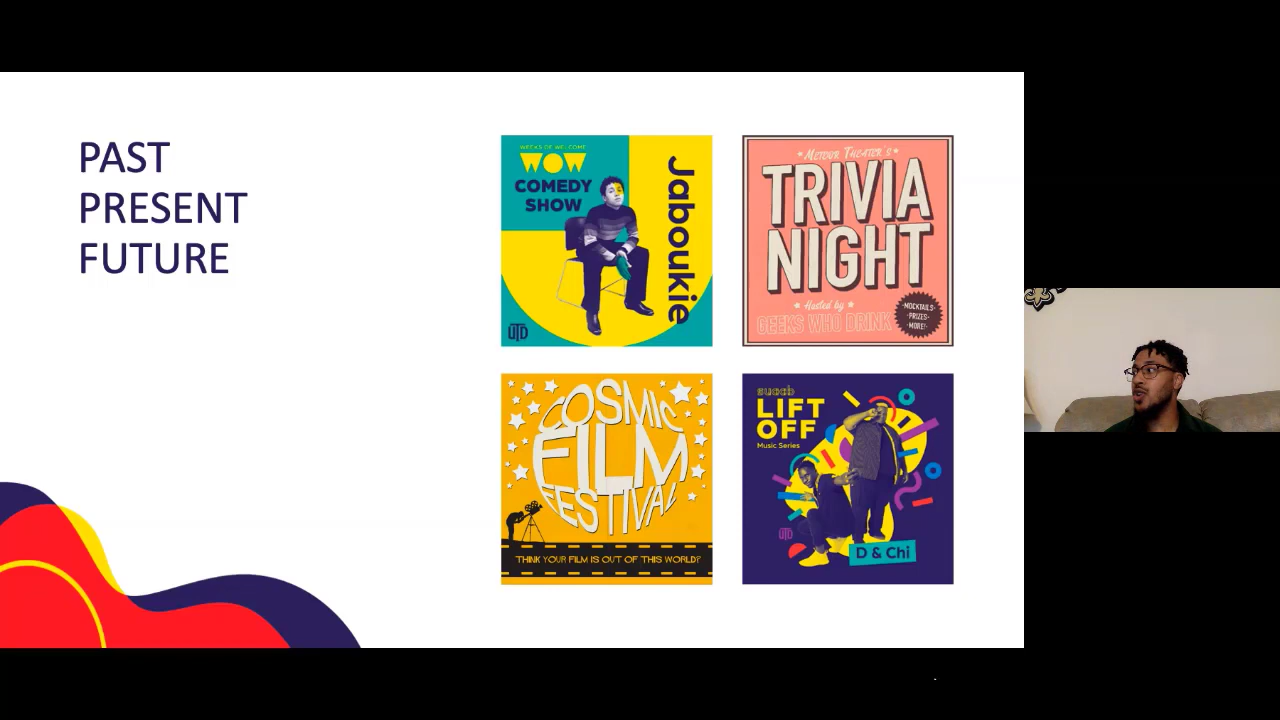 PAST
PRESENT
FUTURE
WEEKS OF WELCOME
WOW
COMEDY
SHOW
Jaboukie
UTD
METEOR THEATER'S
TRIVIA
NIGHT
Hosted by
GEEKS WHO DRINK
MOCKTAILS
PRIZES
MORE!
COSMIC
FILM
FESTIVAL
THINK YOUR FILM IS OUT OF THIS WORLD?
suaab
LIFT
OFF
Music Series
UTD
D & Chi